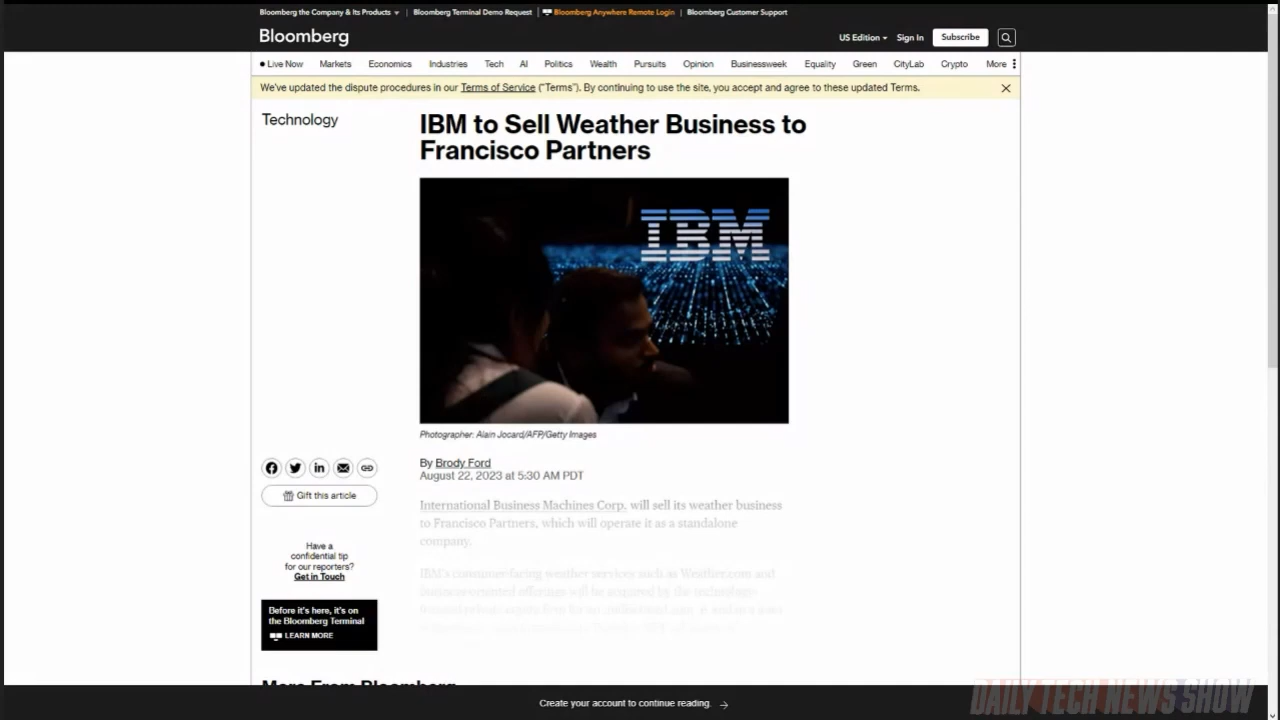 Bloomberg the Company & Its Products
Bloomberg Terminal Demo Request
Bloomberg Anywhere Remote Login
Bloomberg Customer Support
Bloomberg
US Edition
Sign In
Subscribe
Live Now Markets Economics Industries Tech AI Politics Wealth Pursuits Opinion Businessweek Equality Green CityLab Crypto More
We've updated the dispute procedures in our Terms of Service ("Terms"). By continuing to use the site, you accept and agree to these updated Terms.
Technology
IBM to Sell Weather Business to
Francisco Partners
IBM
Photographer: Alain Jocard/AFP/Getty Images
By Brody Ford
August 22, 2023 at 5:30 AM PDT
Gift this article
International Business Machines Corp. will sell its weather business
to Francisco Partners, which will operate it as a standalone
company.
Have a
confidential tip
for our reporters?
Get in Touch
IBM's consumer-facing weather services such as Weather.com and
Before it's here, it's on
the Bloomberg Terminal
LEARN MORE
More From Bloomberg
Create your account to continue reading.
DAILY TECH NEWS SHOW